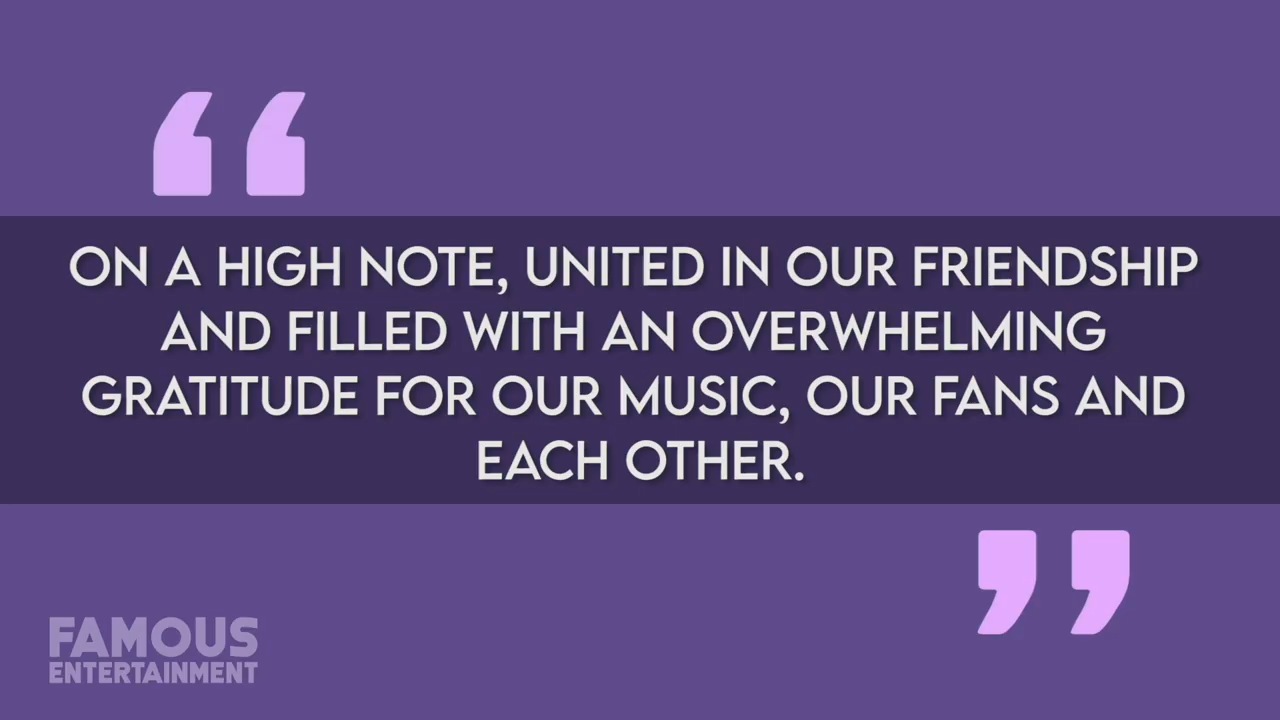 “
ON A HIGH NOTE, UNITED IN OUR FRIENDSHIP
AND FILLED WITH AN OVERWHELMING
GRATITUDE FOR OUR MUSIC, OUR FANS AND
EACH OTHER.
”
FAMOUS
ENTERTAINMENT